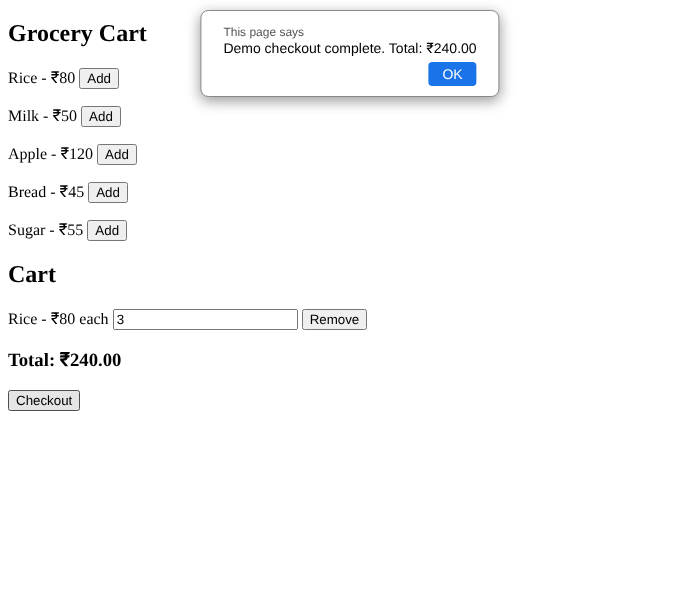 Grocery Cart
This page says
Demo checkout complete. Total: ₹240.00
OK
Rice - ₹80 Add
Milk - ₹50 Add
Apple - ₹120 Add
Bread - ₹45 Add
Sugar - ₹55 Add
Cart
Rice - ₹80 each 3 Remove
Total: ₹240.00
Checkout